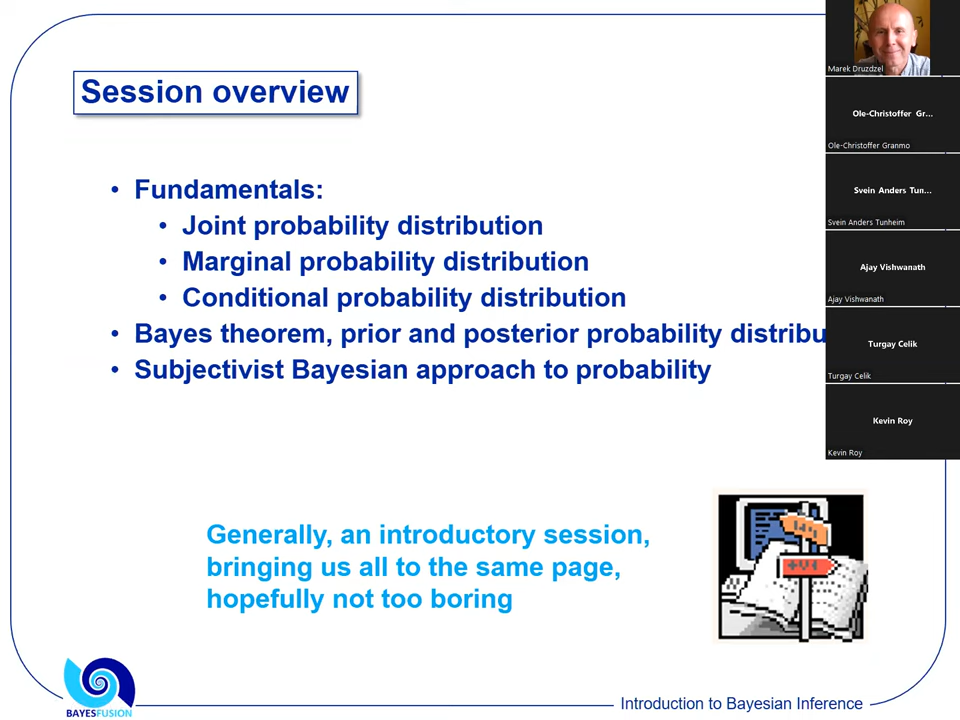 Session overview
• Fundamentals:
• Joint probability distribution
• Marginal probability distribution
• Conditional probability distribution
• Bayes theorem, prior and posterior probability distribu
• Subjectivist Bayesian approach to probability
Generally, an introductory session,
bringing us all to the same page,
hopefully not too boring
BAYESFUSION
Introduction to Bayesian Inference
Marek Druzdzel
Ole-Christoffer Gr...
Ole-Christoffer Granmo
Svein Anders Tun...
Svein Anders Tunheim
Ajay Vishwanath
Ajay Vishwanath
Turgay Celik
Turgay Celik
Kevin Roy
Kevin Roy